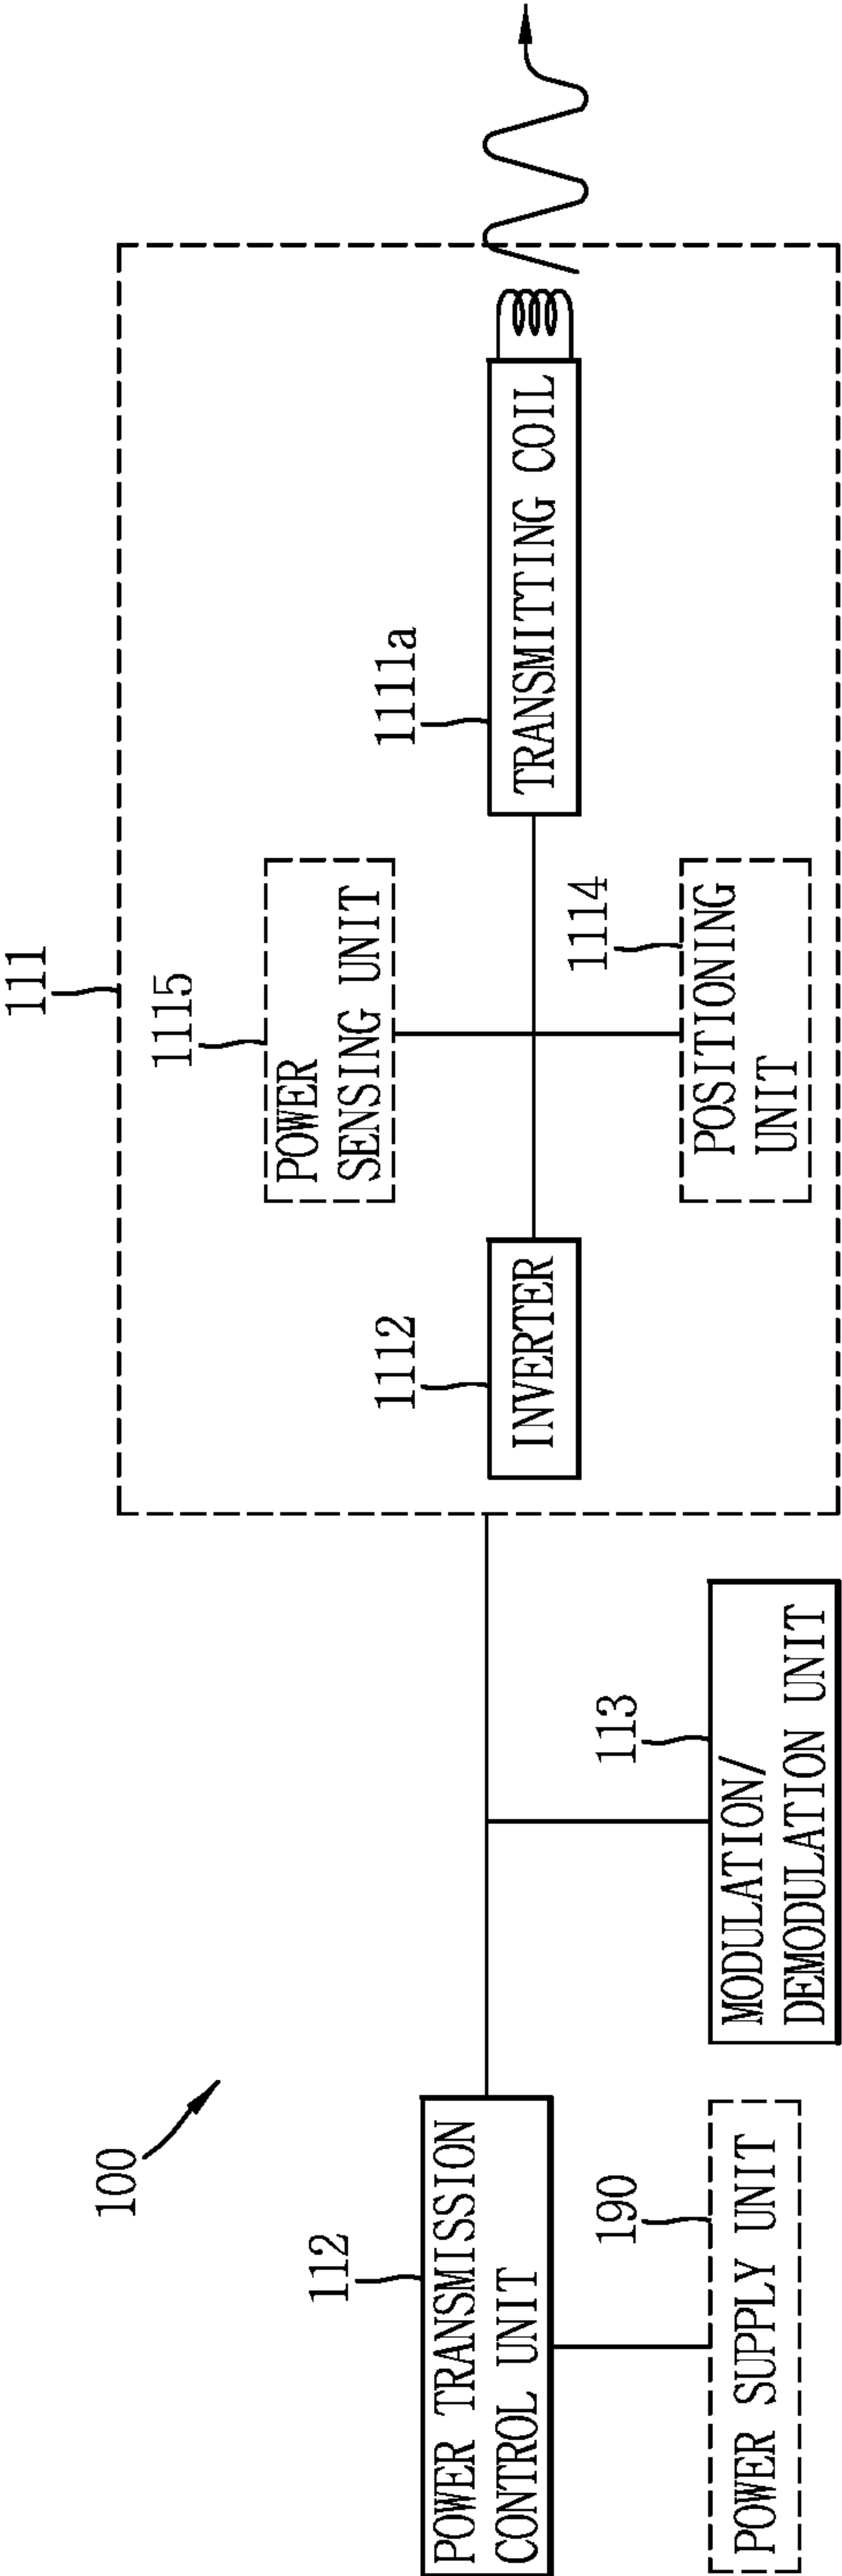 100
112
POWER TRANSMISSION
CONTROL UNIT
190
POWER SUPPLY UNIT
113
MODULATION/
DEMODULATION UNIT
111
1112
INVERTER
1115
POWER
SENSING UNIT
1114
POSITIONING
UNIT
1111a
TRANSMITTING COIL